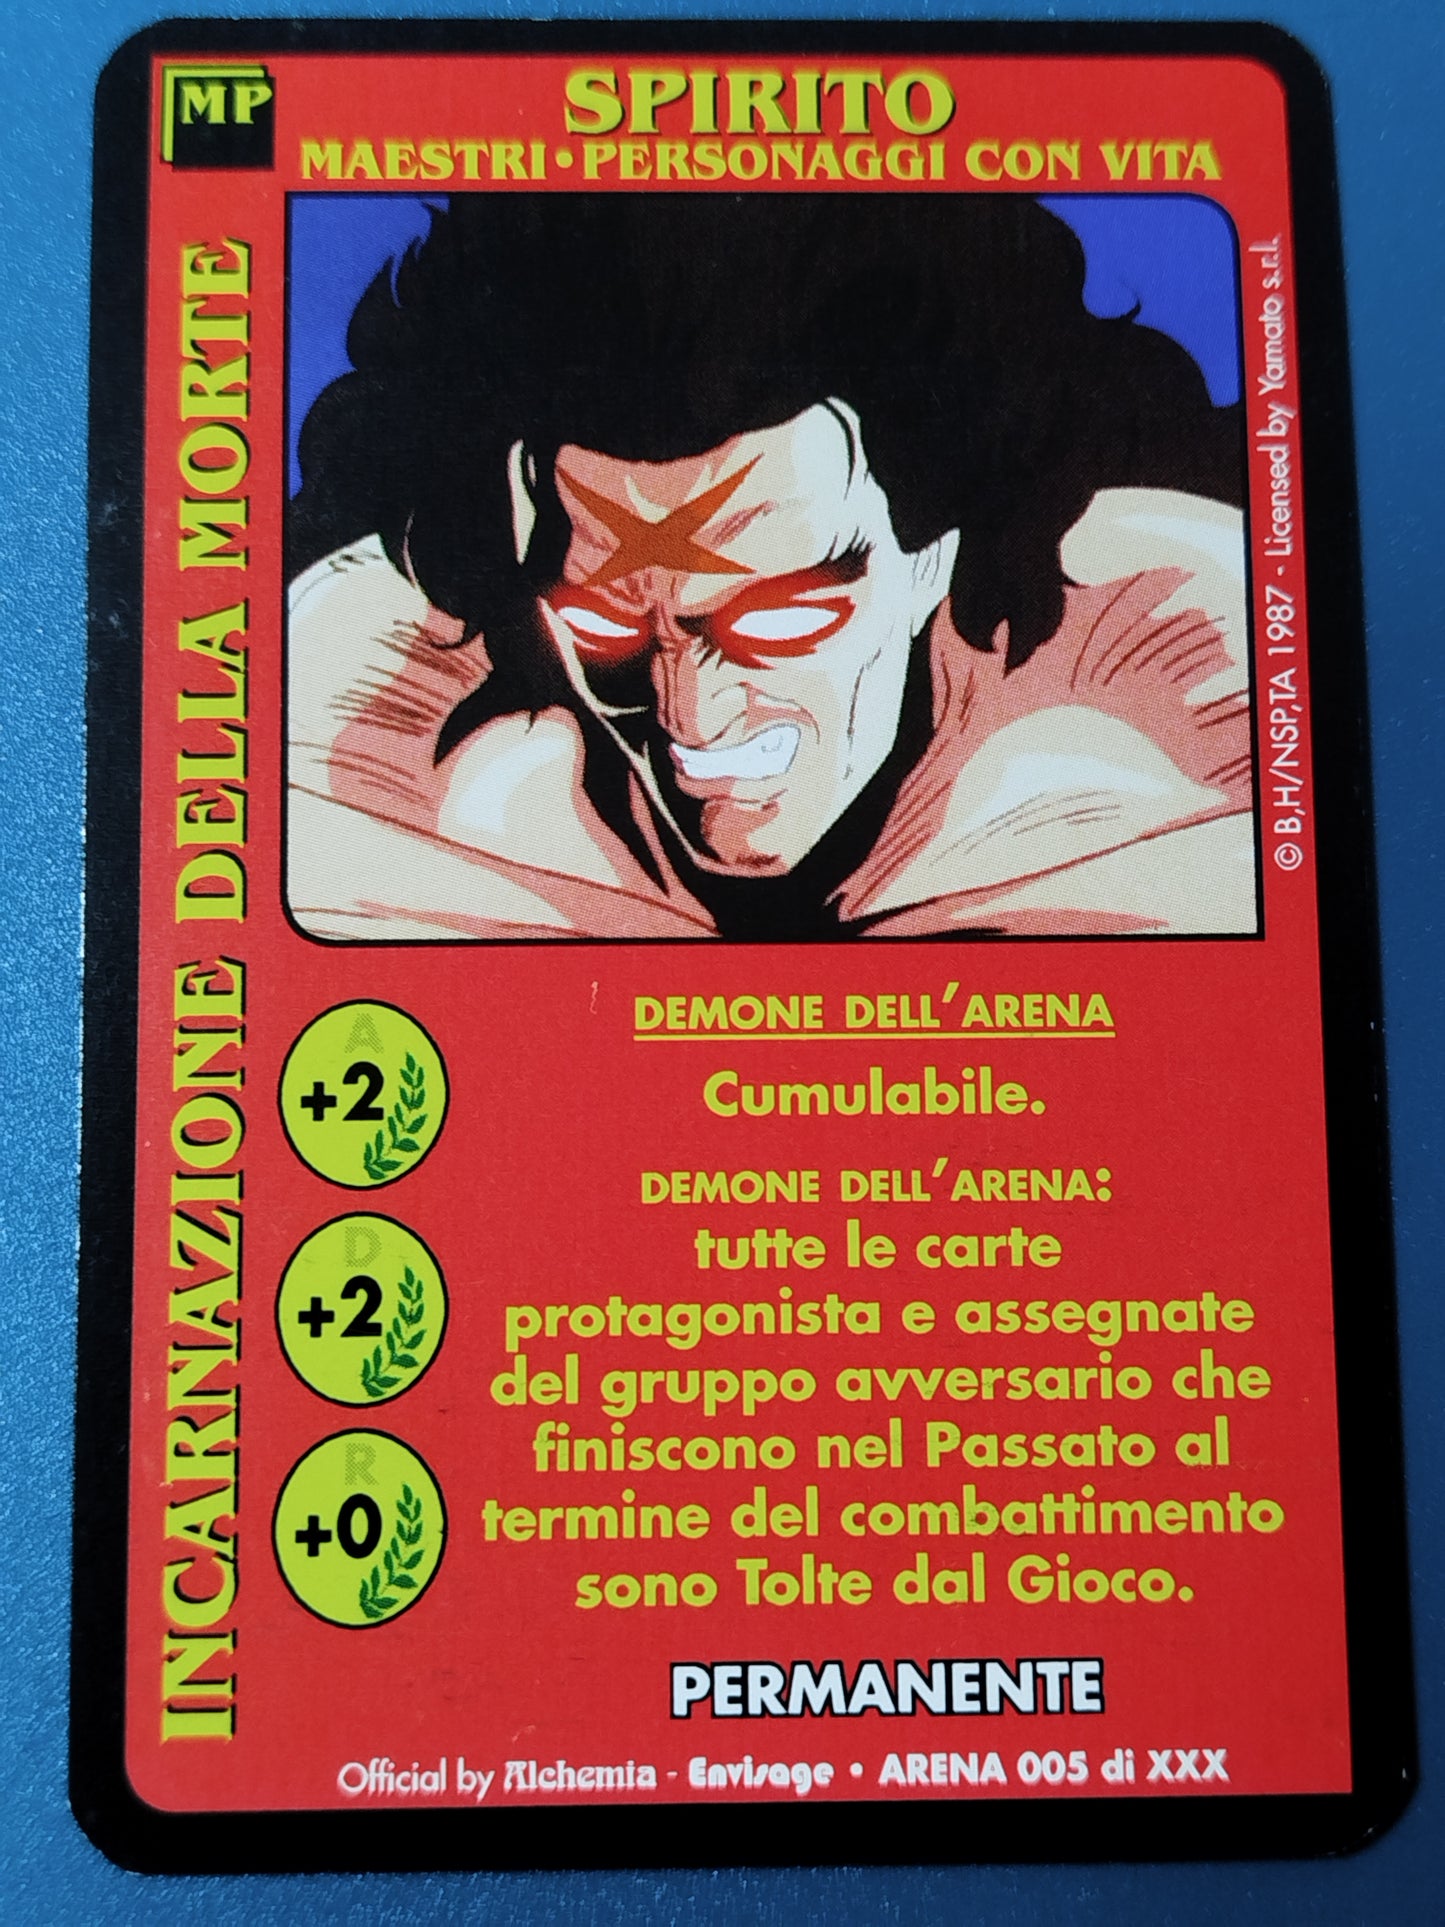 MP
SPIRITO
MAESTRI • PERSONAGGI CON VITA
INCARNAZIONE DELLA MORTE
© B,H/NSP,TA 1987 - Licensed by Yamato s.r.l.
DEMONE DELL'ARENA
Cumulabile.
A
+2
D
+2
R
+0
DEMONE DELL'ARENA:
tutte le carte
protagonista e assegnate
del gruppo avversario che
finiscono nel Passato al
termine del combattimento
sono Tolte dal Gioco.
PERMANENTE
Official by Alchemia - Envisage • ARENA 005 di XXX